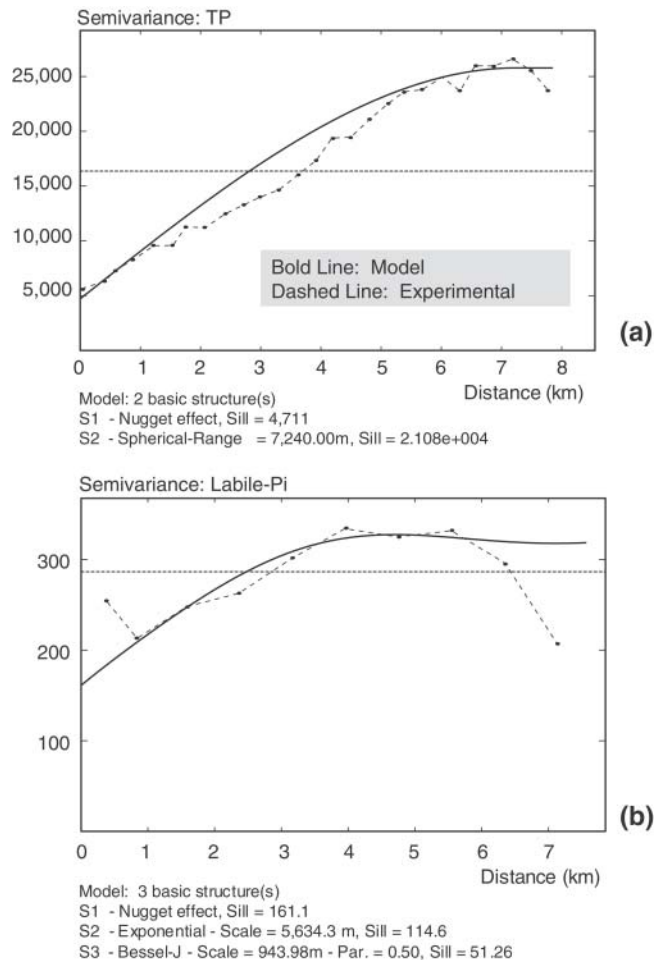 Semivariance: TP
25,000
20,000
15,000
10,000
5,000
Bold Line: Model
Dashed Line: Experimental
(a)
0 1 2 3 4 5 6 7 8
Distance (km)
Model: 2 basic structure(s)
S1 - Nugget effect, Sill = 4,711
S2 - Spherical-Range = 7,240.00m, Sill = 2.108e+004
Semivariance: Labile-Pi
300
200
100
(b)
0 1 2 3 4 5 6 7
Distance (km)
Model: 3 basic structure(s)
S1 - Nugget effect, Sill = 161.1
S2 - Exponential - Scale = 5,634.3 m, Sill = 114.6
S3 - Bessel-J - Scale = 943.98m - Par. = 0.50, Sill = 51.26